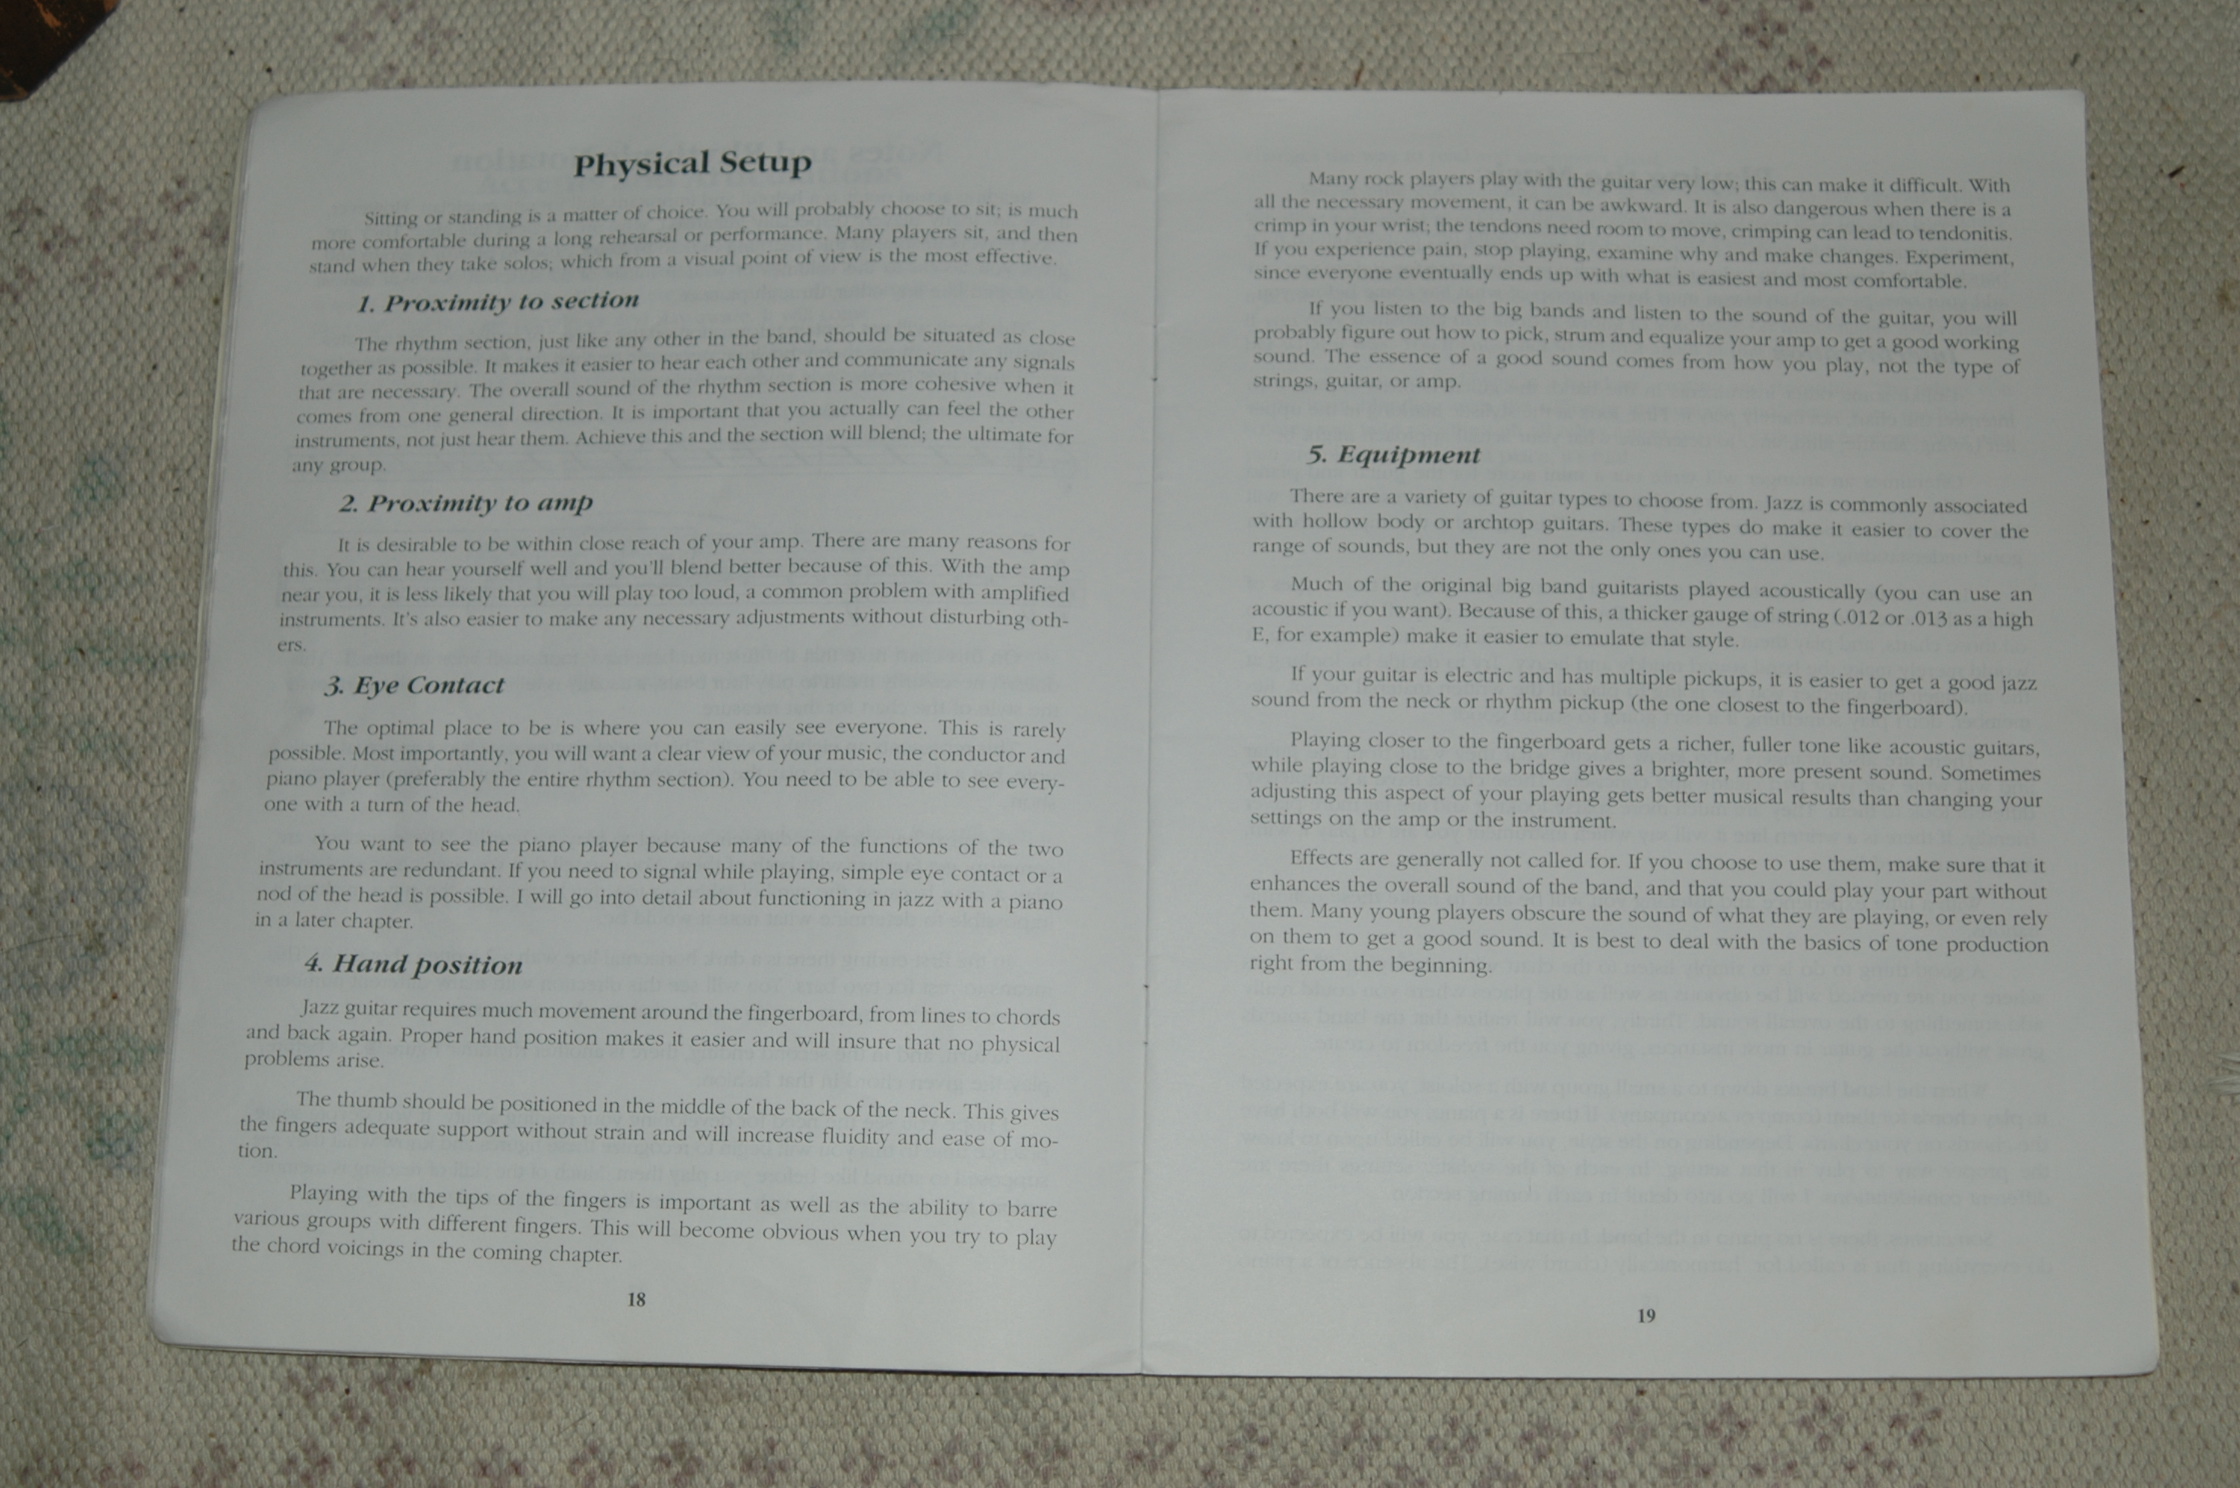 Physical Setup
Sitting or standing is a matter of choice. You will probably choose to sit; is much
more comfortable during a long rehearsal or performance. Many players sit, and then
stand when they take solos; which from a visual point of view is the most effective.
1. Proximity to section
The rhythm section, just like any other in the band, should be situated as close
together as possible. It makes it easier to hear each other and communicate any signals
that are necessary. The overall sound of the rhythm section is more cohesive when it
comes from one general direction. It is important that you actually can feel the other
instruments, not just hear them. Achieve this and the section will blend; the ultimate for
any group.
2. Proximity to amp
It is desirable to be within close reach of your amp. There are many reasons for
this. You can hear yourself well and you'll blend better because of this. With the amp
near you, it is less likely that you will play too loud, a common problem with amplified
instruments. It's also easier to make any necessary adjustments without disturbing oth-
ers.
3. Eye Contact
The optimal place to be is where you can easily see everyone. This is rarely
possible. Most importantly, you will want a clear view of your music, the conductor and
piano player (preferably the entire rhythm section). You need to be able to see every-
one with a turn of the head.
You want to see the piano player because many of the functions of the two
instruments are redundant. If you need to signal while playing, simple eye contact or a
nod of the head is possible. I will go into detail about functioning in jazz with a piano
in a later chapter.
4. Hand position
Jazz guitar requires much movement around the fingerboard, from lines to chords
and back again. Proper hand position makes it easier and will insure that no physical
problems arise.
The thumb should be positioned in the middle of the back of the neck. This gives
the fingers adequate support without strain and will increase fluidity and ease of mo-
tion.
Playing with the tips of the fingers is important as well as the ability to barre
various groups with different fingers. This will become obvious when you try to play
the chord voicings in the coming chapter.
18
Many rock players play with the guitar very low; this can make it difficult. With
all the necessary movement, it can be awkward. It is also dangerous when there is a
crimp in your wrist; the tendons need room to move, crimping can lead to tendonitis.
If you experience pain, stop playing, examine why and make changes. Experiment,
since everyone eventually ends up with what is easiest and most comfortable.
If you listen to the big bands and listen to the sound of the guitar, you will
probably figure out how to pick, strum and equalize your amp to get a good working
sound. The essence of a good sound comes from how you play, not the type of
strings, guitar, or amp.
5. Equipment
There are a variety of guitar types to choose from. Jazz is commonly associated
with hollow body or archtop guitars. These types do make it easier to cover the
range of sounds, but they are not the only ones you can use.
Much of the original big band guitarists played acoustically (you can use an
acoustic if you want). Because of this, a thicker gauge of string (.012 or .013 as a high
E, for example) make it easier to emulate that style.
If your guitar is electric and has multiple pickups, it is easier to get a good jazz
sound from the neck or rhythm pickup (the one closest to the fingerboard).
Playing closer to the fingerboard gets a richer, fuller tone like acoustic guitars,
while playing close to the bridge gives a brighter, more present sound. Sometimes
adjusting this aspect of your playing gets better musical results than changing your
settings on the amp or the instrument.
Effects are generally not called for. If you choose to use them, make sure that it
enhances the overall sound of the band, and that you could play your part without
them. Many young players obscure the sound of what they are playing, or even rely
on them to get a good sound. It is best to deal with the basics of tone production
right from the beginning.
19